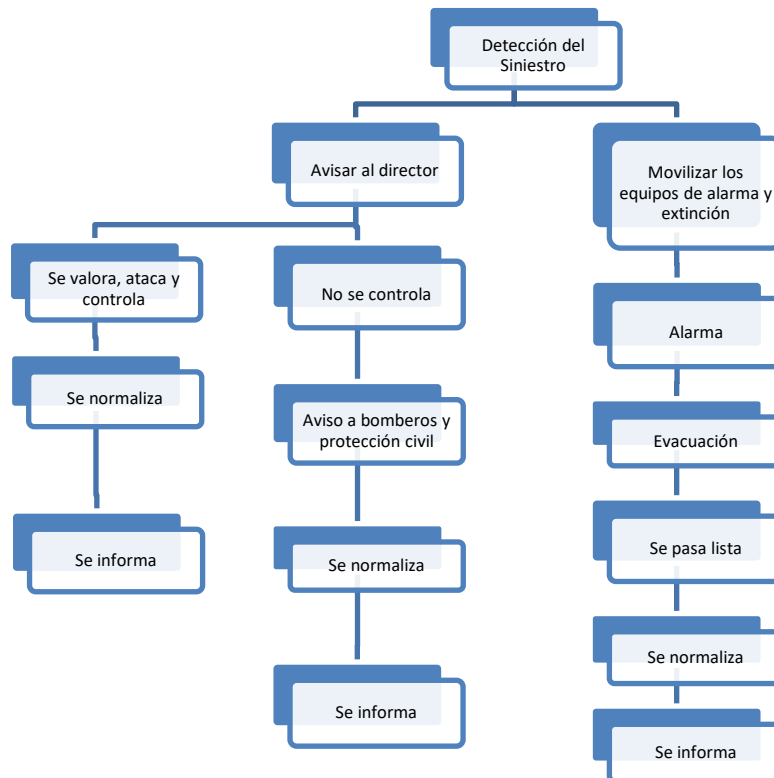 Detección del
Siniestro
Avisar al director
Movilizar los
equipos de alarma y
extinción
Se valora, ataca y
controla
No se controla
Alarma
Se normaliza
Aviso a bomberos y
protección civil
Evacuación
Se informa
Se normaliza
Se pasa lista
Se informa
Se normaliza
Se informa